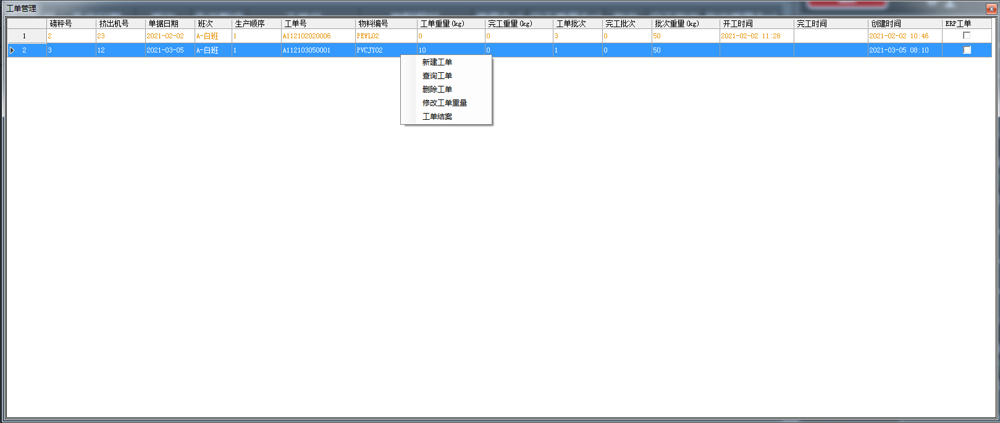 工单管理
磅秤号 挤出机号 单据日期 班次 生产顺序 工单号 物料编号 工单重量(kg) 完工重量(kg) 工单批次 完工批次 批次重量(kg) 开工时间 完工时间 创建时间 ERP工单
1 2 23 2021-02-02 A-白班 1 A112102020006 PEWL02 0 0 3 0 50 2021-02-02 11:28 2021-02-02 10:46
2 3 12 2021-03-05 A-白班 1 A112103050001 PVCJY02 10 0 1 0 50 2021-03-05 08:10
新建工单
查询工单
删除工单
修改工单重量
工单结案